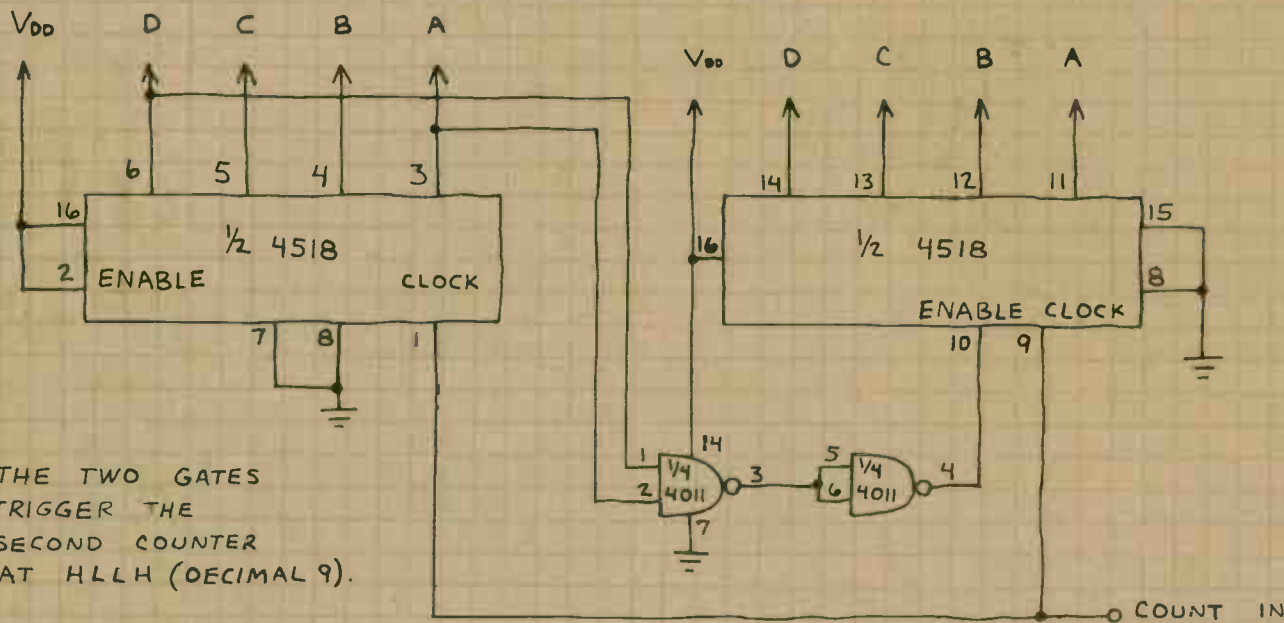 VDD D C B A
VDD D C B A
6 5 4 3
14 13 12 11
16
1/2 4518
2 ENABLE CLOCK
7 8 1
16
1/2 4518
15
8
ENABLE CLOCK
10 9
1
2
1/4
4011
14
3
7
5
6
1/4
4011
4
THE TWO GATES
TRIGGER THE
SECOND COUNTER
AT HLLH (DECIMAL 9).
COUNT IN